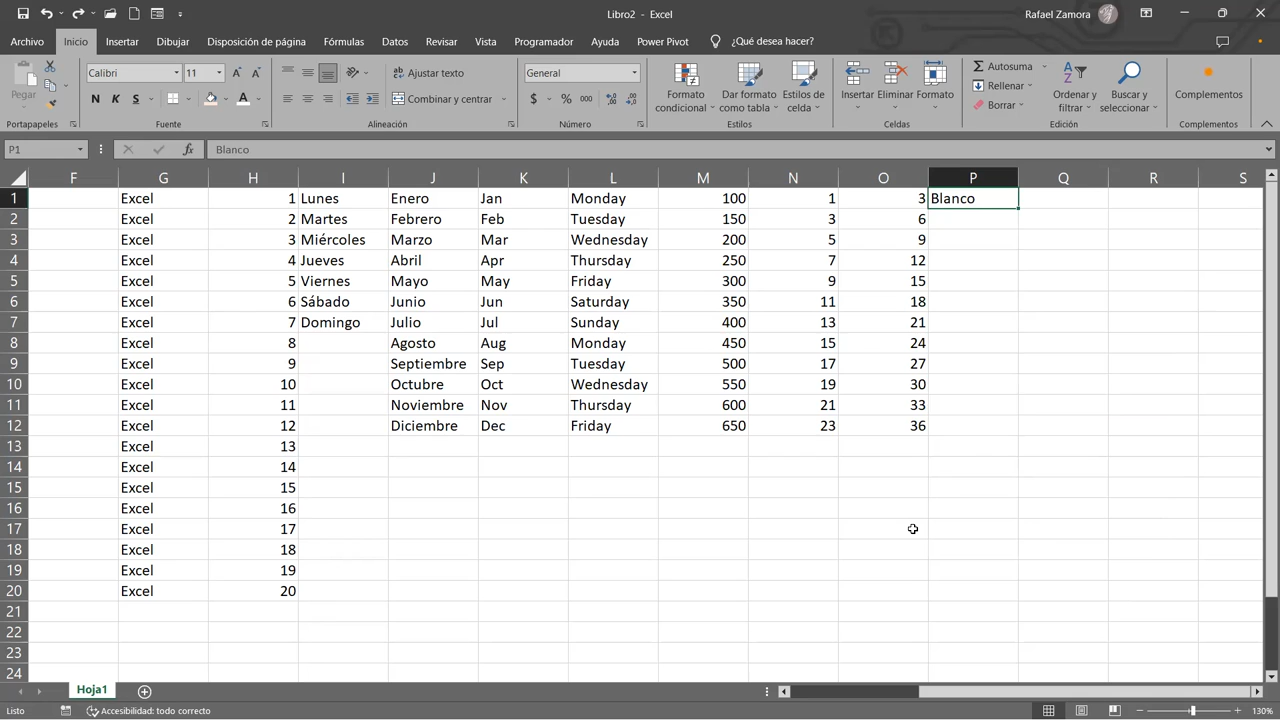 Libro2 - Excel
Rafael Zamora
Archivo Inicio Insertar Dibujar Disposición de página Fórmulas Datos Revisar Vista Programador Ayuda Power Pivot ¿Qué desea hacer?
Pegar
Portapapeles
Calibri 11
N K S A
Fuente
Ajustar texto
Combinar y centrar
Alineación
General
$ % 000
Número
Formato condicional
Dar formato como tabla
Estilos de celda
Estilos
Insertar Eliminar Formato
Celdas
Autosuma
Rellenar
Borrar
Ordenar y filtrar
Buscar y seleccionar
Edición
Complementos
Complementos
P1 fx Blanco
F G H I J K L M N O P Q R S
1 Excel 1 Lunes Enero Jan Monday 100 1 3 Blanco
2 Excel 2 Martes Febrero Feb Tuesday 150 3 6
3 Excel 3 Miércoles Marzo Mar Wednesday 200 5 9
4 Excel 4 Jueves Abril Apr Thursday 250 7 12
5 Excel 5 Viernes Mayo May Friday 300 9 15
6 Excel 6 Sábado Junio Jun Saturday 350 11 18
7 Excel 7 Domingo Julio Jul Sunday 400 13 21
8 Excel 8 Agosto Aug Monday 450 15 24
9 Excel 9 Septiembre Sep Tuesday 500 17 27
10 Excel 10 Octubre Oct Wednesday 550 19 30
11 Excel 11 Noviembre Nov Thursday 600 21 33
12 Excel 12 Diciembre Dec Friday 650 23 36
13 Excel 13
14 Excel 14
15 Excel 15
16 Excel 16
17 Excel 17
18 Excel 18
19 Excel 19
20 Excel 20
21
22
23
24
Hoja1
Listo Accesibilidad: todo correcto 130%